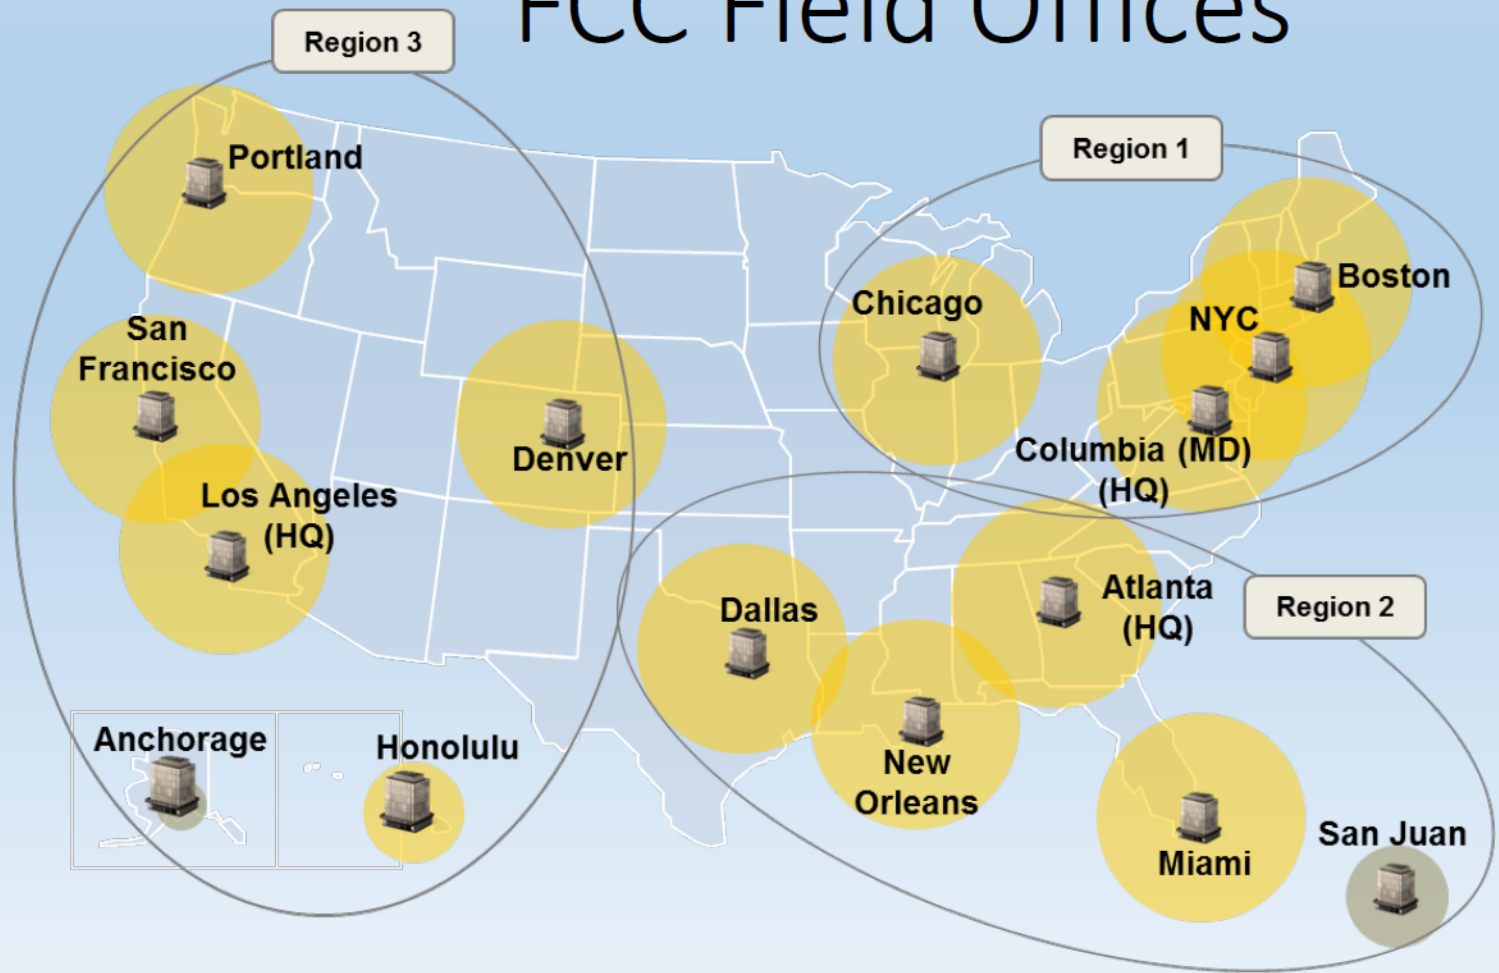 FCC Field Offices
Region 3
Region 1
Portland
Boston
Chicago
NYC
San
Francisco
Denver
Columbia (MD)
(HQ)
Los Angeles
(HQ)
Atlanta
(HQ)
Region 2
Dallas
Anchorage
Honolulu
New
Orleans
Miami
San Juan